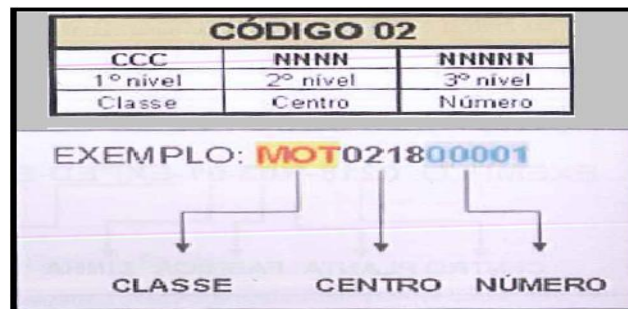 CÓDIGO 02
CCC NNNN NNNNN
1º nível 2º nível 3º nível
Classe Centro Número
EXEMPLO: MOT021800001
CLASSE CENTRO NÚMERO